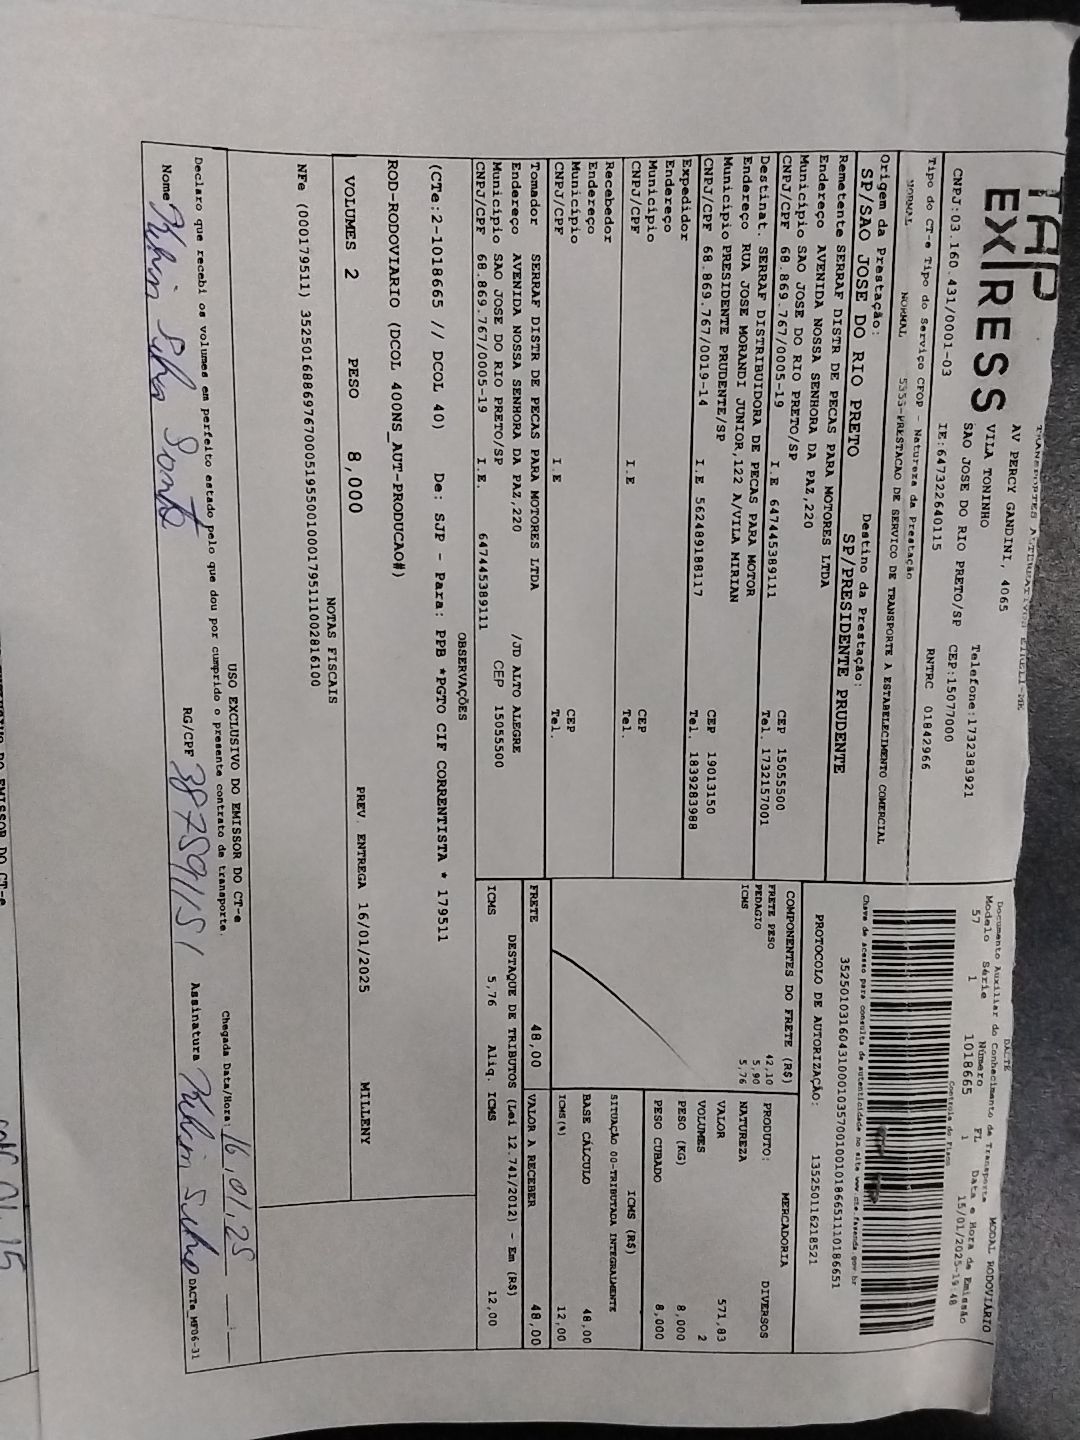 TAP
EXPRESS
AV PERCY GANDINI, 4065
VILA TONINHO
SAO JOSE DO RIO PRETO/SP
Telefone:1732383921
CEP:15077000
CNPJ:03.160.431/0001-03 IE:647322640115 RNTRC 01842966
Tipo do CT-e Tipo do Serviço CFOP - Natureza da Prestação
NORMAL NORMAL 5353-PRESTACAO DE SERVICO DE TRANSPORTE A ESTABELECIMENTO COMERCIAL
Origem da Prestação: Destino da Prestação:
SP/SAO JOSE DO RIO PRETO SP/PRESIDENTE PRUDENTE
Remetente SERRAF DISTR DE PECAS PARA MOTORES LTDA
Endereço AVENIDA NOSSA SENHORA DA PAZ,220
Município SAO JOSE DO RIO PRETO/SP CEP 15055500
CNPJ/CPF 68.869.767/0005-19 I.E 647445389111 Tel. 1732157001
Destinat. SERRAF DISTRIBUIDORA DE PECAS PARA MOTOR
Endereço RUA JOSE MORANDI JUNIOR,122 A/VILA MIRIAN
Município PRESIDENTE PRUDENTE/SP CEP 19013150
CNPJ/CPF 68.869.767/0019-14 I.E 562489188117 Tel. 1839283988
Expedidor
Endereço
Município CEP
CNPJ/CPF I.E Tel.
Recebedor
Endereço
Município CEP
CNPJ/CPF I.E Tel.
Tomador SERRAF DISTR DE PECAS PARA MOTORES LTDA
Endereço AVENIDA NOSSA SENHORA DA PAZ,220 /JD ALTO ALEGRE
Município SAO JOSE DO RIO PRETO/SP CEP 15055500
CNPJ/CPF 68.869.767/0005-19 I.E. 647445389111
DACTE MODAL RODOVIÁRIO
Documento Auxiliar do Conhecimento de Transporte
Modelo Série Número FL Data e Hora de Emissão
57 1 1018665 1 15/01/2025-19:48
Controle do Fisco
Chave de acesso para consulta de autenticidade no site www.cte.fazenda.gov.br
PROTOCOLO DE AUTORIZAÇÃO: 135250116218521
COMPONENTES DO FRETE (R$)
FRETE PESO 42,10
PEDAGIO 5,90
ICMS 5,76
MERCADORIA
PRODUTO: DIVERSOS
NATUREZA
VALOR 571,83
VOLUMES 2
PESO (KG) 8,000
PESO CUBADO 8,000
ICMS (R$)
SITUAÇÃO 00-TRIBUTADA INTEGRALMENTE
BASE CÁLCULO 48,00
ICMS(%) 12,00
FRETE 48,00 VALOR A RECEBER 48,00
DESTAQUE DE TRIBUTOS (Lei 12.741/2012) - Em (R$)
ICMS 5,76 Aliq. ICMS 12,00
OBSERVAÇÕES
(CTe:2-1018665 // DCOL 40) De: SJP - Para: PPB *PGTO CIF CORRENTISTA * 179511
ROD-RODOVIARIO (DCOL 400NS_AUT-PRODUCAO#)
VOLUMES 2 PESO 8,000 PREV. ENTREGA 16/01/2025 MILLENY
NOTAS FISCAIS
NFe (000179511)
USO EXCLUSIVO DO EMISSOR DO CT-e
Declaro que recebi os volumes em perfeito estado pelo que dou por cumprido o presente contrato de transporte. Chegada Data/Hora: 16/01/25
Nome RG/CPF Assinatura
DACTe_MF06-31